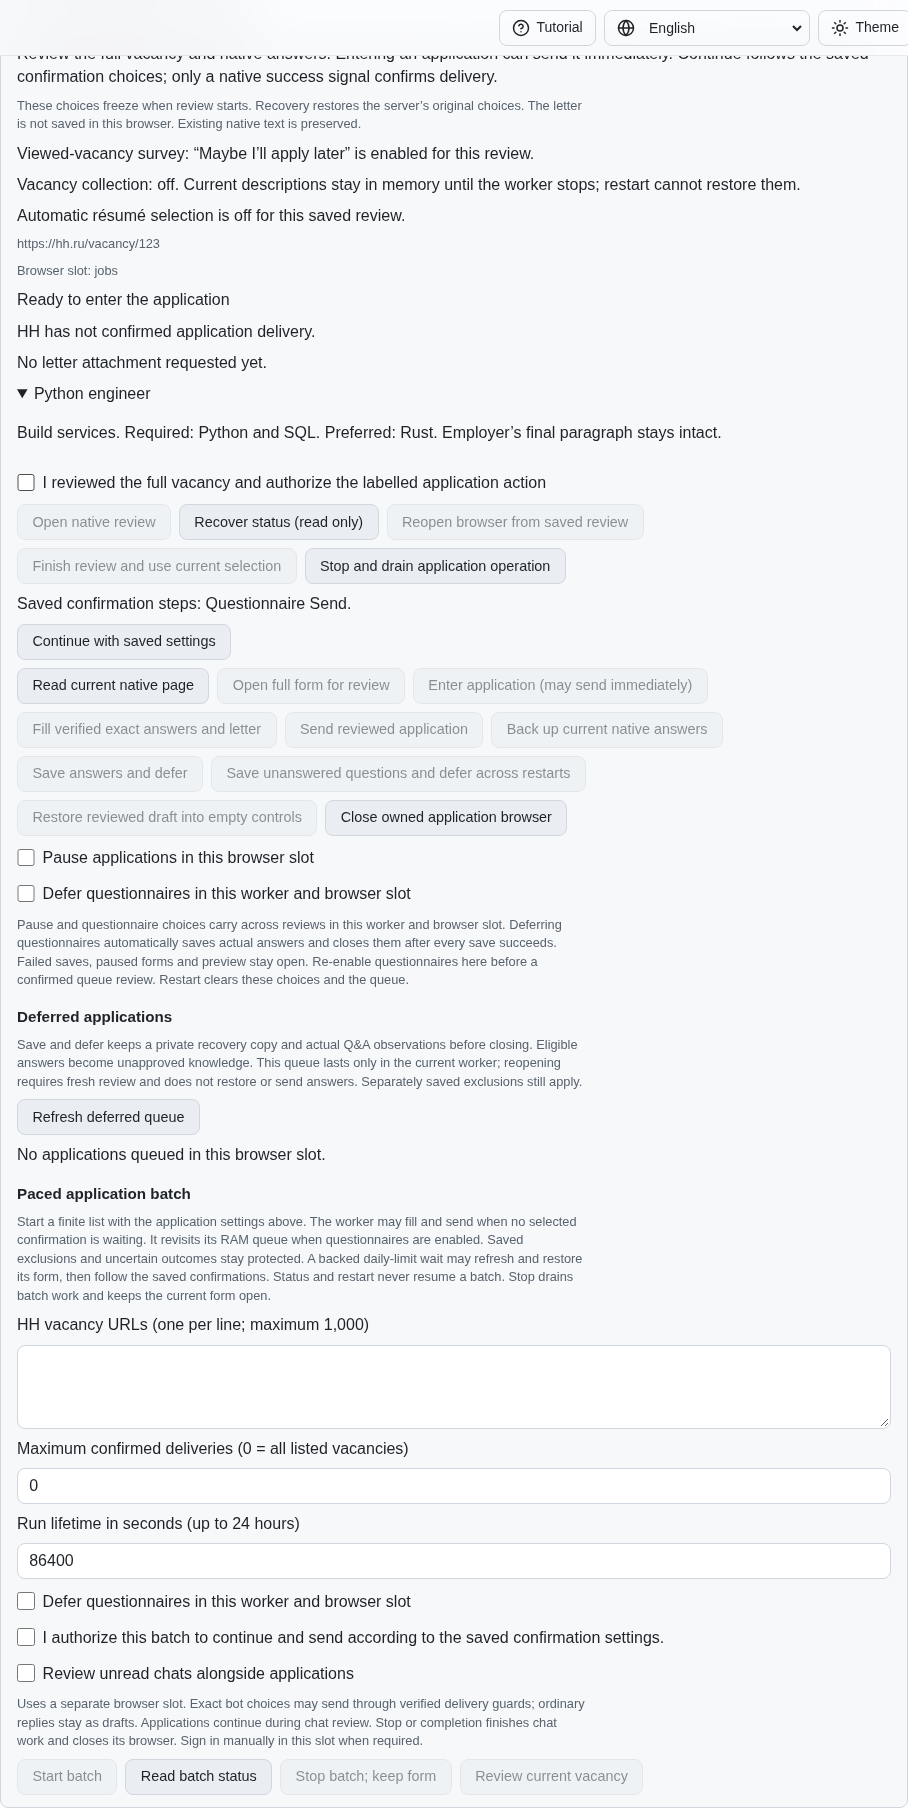 Tutorial
English
Theme
Review the full vacancy and native answers. Entering an application can send it immediately. Continue follows the saved
confirmation choices; only a native success signal confirms delivery.
These choices freeze when review starts. Recovery restores the server’s original choices. The letter
is not saved in this browser. Existing native text is preserved.
Viewed-vacancy survey: “Maybe I’ll apply later” is enabled for this review.
Vacancy collection: off. Current descriptions stay in memory until the worker stops; restart cannot restore them.
Automatic résumé selection is off for this saved review.
https://hh.ru/vacancy/123
Browser slot: jobs
Ready to enter the application
HH has not confirmed application delivery.
No letter attachment requested yet.
Python engineer
Build services. Required: Python and SQL. Preferred: Rust. Employer’s final paragraph stays intact.
I reviewed the full vacancy and authorize the labelled application action
Open native review
Recover status (read only)
Reopen browser from saved review
Finish review and use current selection
Stop and drain application operation
Saved confirmation steps: Questionnaire Send.
Continue with saved settings
Read current native page
Open full form for review
Enter application (may send immediately)
Fill verified exact answers and letter
Send reviewed application
Back up current native answers
Save answers and defer
Save unanswered questions and defer across restarts
Restore reviewed draft into empty controls
Close owned application browser
Pause applications in this browser slot
Defer questionnaires in this worker and browser slot
Pause and questionnaire choices carry across reviews in this worker and browser slot. Deferring
questionnaires automatically saves actual answers and closes them after every save succeeds.
Failed saves, paused forms and preview stay open. Re-enable questionnaires here before a
confirmed queue review. Restart clears these choices and the queue.
Deferred applications
Save and defer keeps a private recovery copy and actual Q&A observations before closing. Eligible
answers become unapproved knowledge. This queue lasts only in the current worker; reopening
requires fresh review and does not restore or send answers. Separately saved exclusions still apply.
Refresh deferred queue
No applications queued in this browser slot.
Paced application batch
Start a finite list with the application settings above. The worker may fill and send when no selected
confirmation is waiting. It revisits its RAM queue when questionnaires are enabled. Saved
exclusions and uncertain outcomes stay protected. A backed daily-limit wait may refresh and restore
its form, then follow the saved confirmations. Status and restart never resume a batch. Stop drains
batch work and keeps the current form open.
HH vacancy URLs (one per line; maximum 1,000)
Maximum confirmed deliveries (0 = all listed vacancies)
0
Run lifetime in seconds (up to 24 hours)
86400
Defer questionnaires in this worker and browser slot
I authorize this batch to continue and send according to the saved confirmation settings.
Review unread chats alongside applications
Uses a separate browser slot. Exact bot choices may send through verified delivery guards; ordinary
replies stay as drafts. Applications continue during chat review. Stop or completion finishes chat
work and closes its browser. Sign in manually in this slot when required.
Start batch
Read batch status
Stop batch; keep form
Review current vacancy